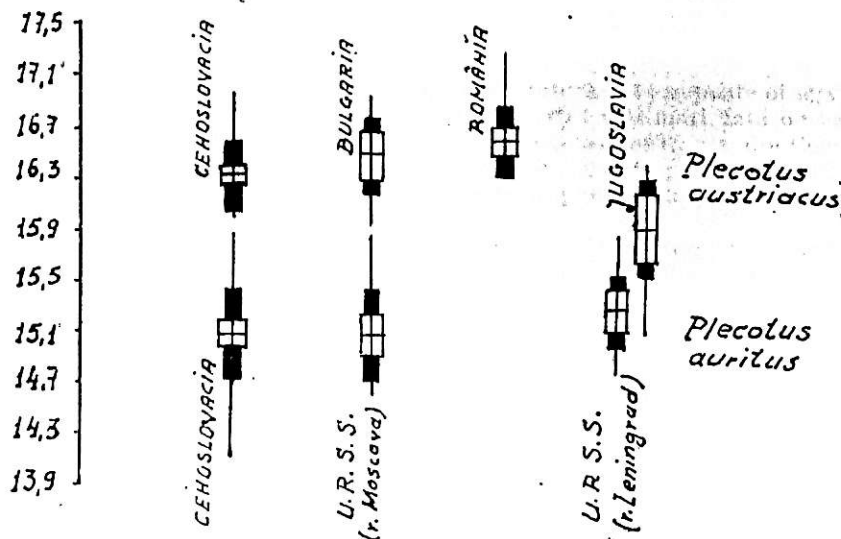 17,5
17,1
16,7
16,3
15,9
15,5
15,1
14,7
14,3
13,9
CEHOSLOVACIA
BULGARIA
ROMÂNIA
JUGOSLAVIA
Plecotus
austriacus
Plecotus
auritus
CEHOSLOVACIA
U.R.S.S.
(r. Moscova)
U.R.S.S.
(r. Leningrad)